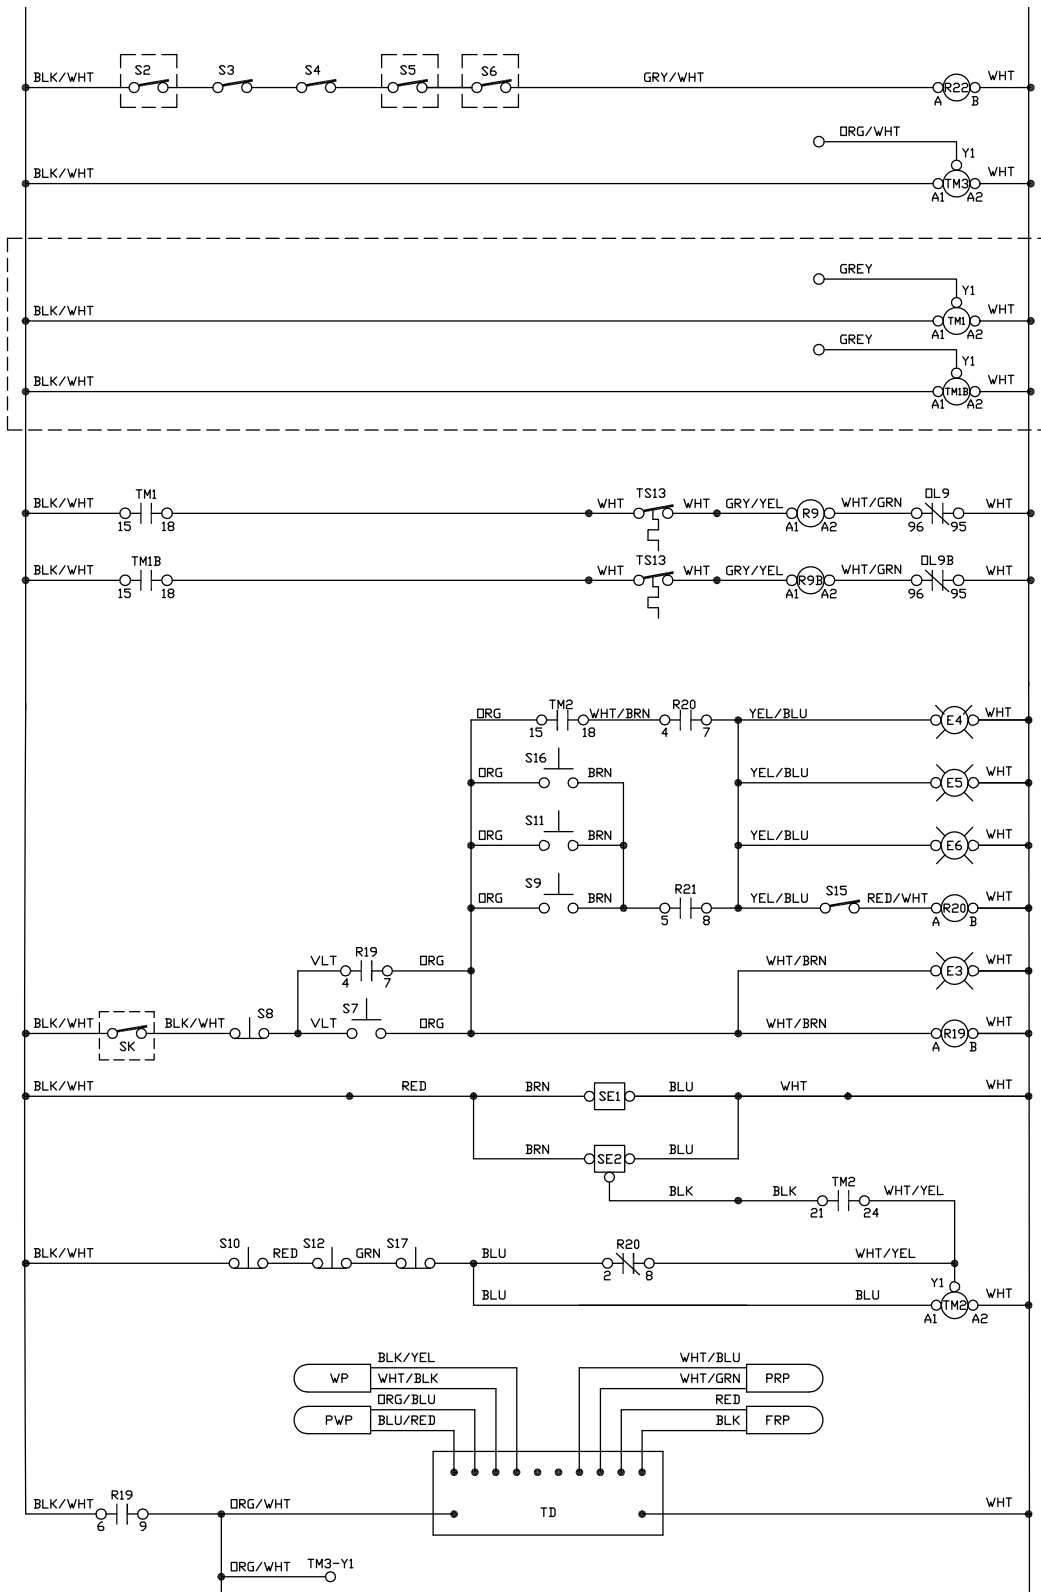 BLK/WHT S2 S3 S4 S5 S6 GRY/WHT R22 WHT
A B
ORG/WHT
Y1
BLK/WHT TM3 WHT
A1 A2
GREY
Y1
BLK/WHT TM1 WHT
A1 A2
GREY
Y1
BLK/WHT TM1B WHT
A1 A2
BLK/WHT TM1 WHT TS13 WHT GRY/YEL R9 WHT/GRN OL9 WHT
15 18 A1 A2 96 95
BLK/WHT TM1B WHT TS13 WHT GRY/YEL R9B WHT/GRN OL9B WHT
15 18 A1 A2 96 95
ORG TM2 WHT/BRN R20 YEL/BLU E4 WHT
15 18 4 7
S16
ORG BRN YEL/BLU E5 WHT
S11
ORG BRN YEL/BLU E6 WHT
S9 R21 S15
ORG BRN YEL/BLU RED/WHT R20 WHT
5 8 A B
VLT R19 ORG WHT/BRN E3 WHT
4 7
BLK/WHT SK BLK/WHT S8 VLT S7 ORG WHT/BRN R19 WHT
A B
BLK/WHT RED BRN SE1 BLU WHT WHT
BRN SE2 BLU
BLK BLK TM2 WHT/YEL
21 24
BLK/WHT S10 RED S12 GRN S17 BLU R20 WHT/YEL
2 8
Y1
BLU BLU TM2 WHT
A1 A2
BLK/YEL WHT/BLU
WP WHT/BLK WHT/GRN PRP
ORG/BLU RED
PWP BLU/RED BLK FRP
BLK/WHT R19 ORG/WHT TD WHT
6 9
ORG/WHT TM3-Y1